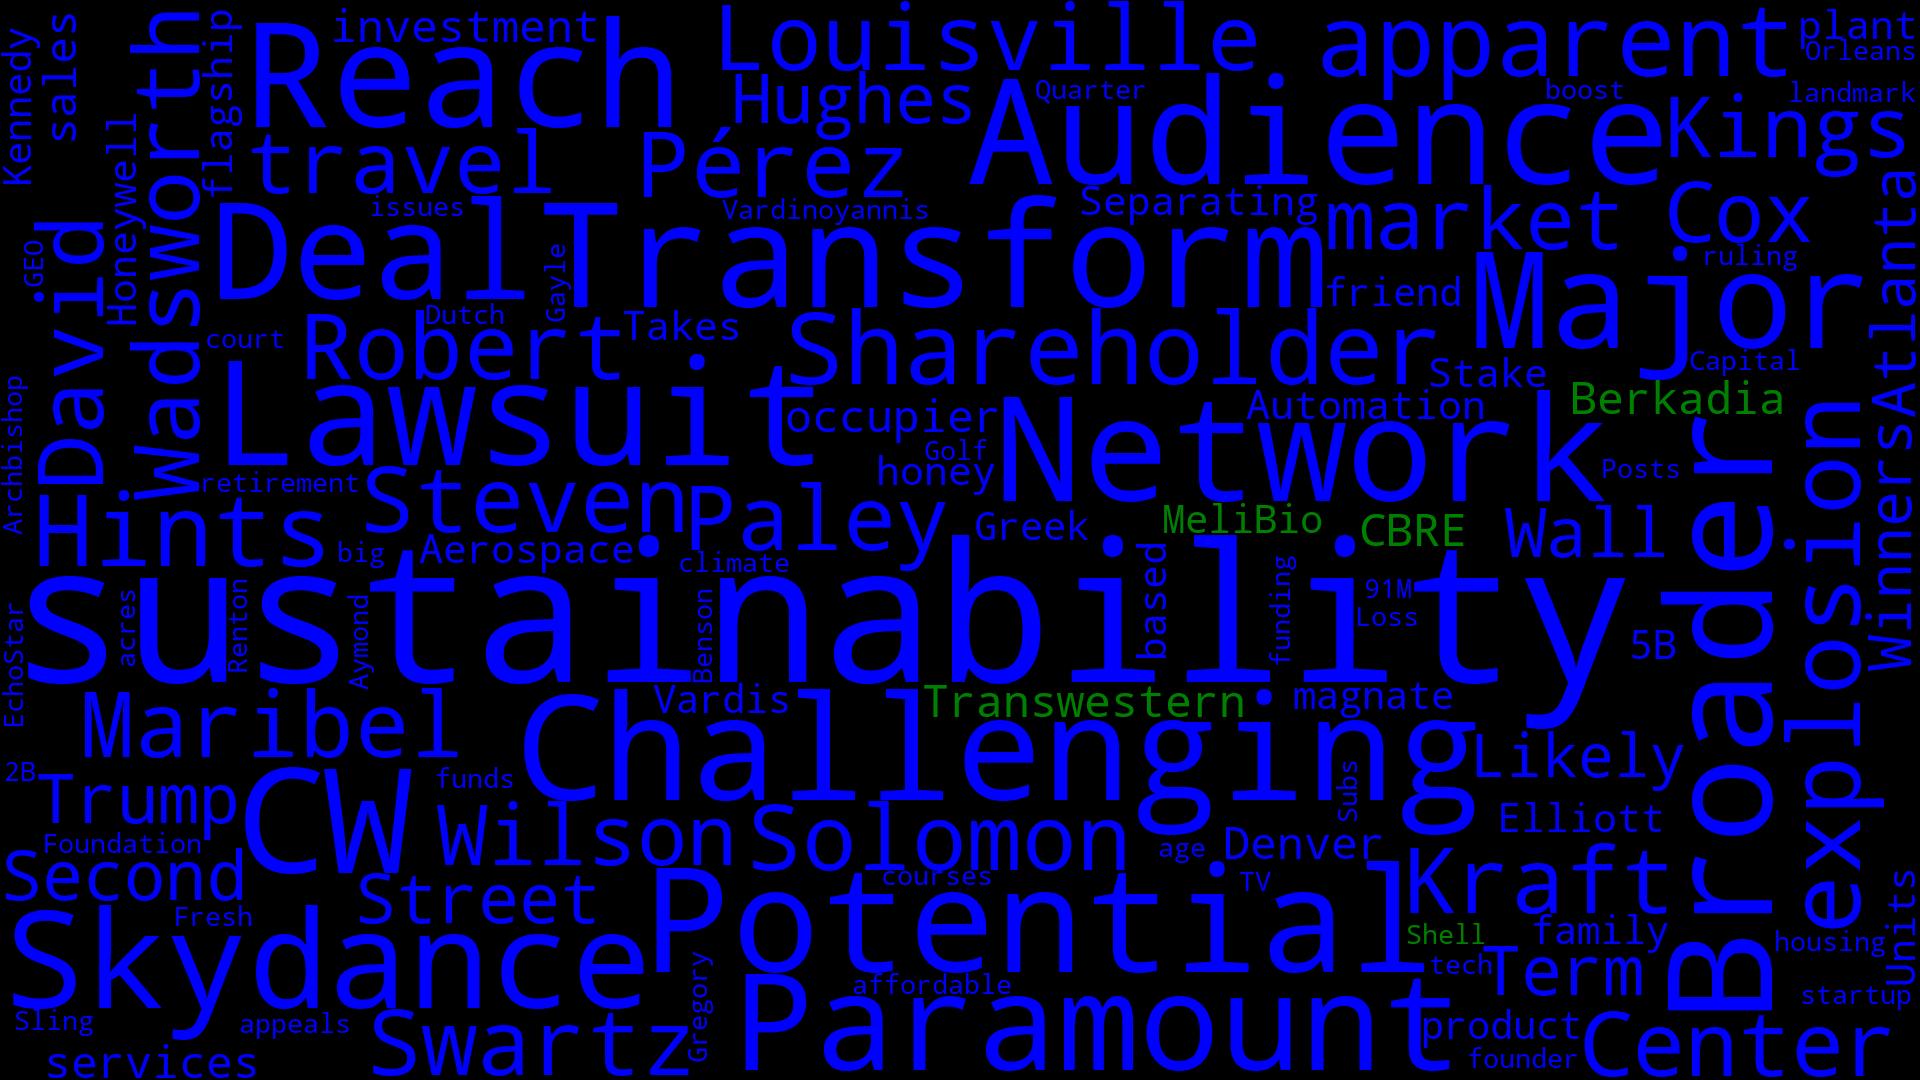 Kennedy
sales
Wadsworth
flagship
Reach
investment
Louisville
apparent
plant
Orleans
Hughes
Quarter
boost
landmark
Audience
Kings
Honeywell
travel
Pérez
Separating
market
Cox
Atlanta
David
GEO
issues
Deal
Transform
Vardinoyannis
Gayle
friend
Major
ruling
Dutch
court
Robert
Takes
Shareholder
Stake
Capital
Archbishop
Lawsuit
occupier
Automation
Berkadia
Golf
honey
Network
Posts
Broader
explosion
Winners
retirement
Steven
Paley
Greek
MeliBio
CBRE
Wall
Hints
big
Aerospace
climate
based
funding
91M
Loss
sustainability
acres
Renton
Aymond
Benson
5B
EchoStar
Maribel
Vardis
Transwestern
magnate
Challenging
Likely
2B
Trump
CW
funds
Subs
Wilson
Solomon
age
Denver
Elliott
Foundation
Second
Street
courses
TV
Kraft
Units
Fresh
Skydance
Potential
Shell
family
housing
Gregory
affordable
tech
Term
startup
Sling
appeals
Swartz
Paramount
product
founder
Center
services